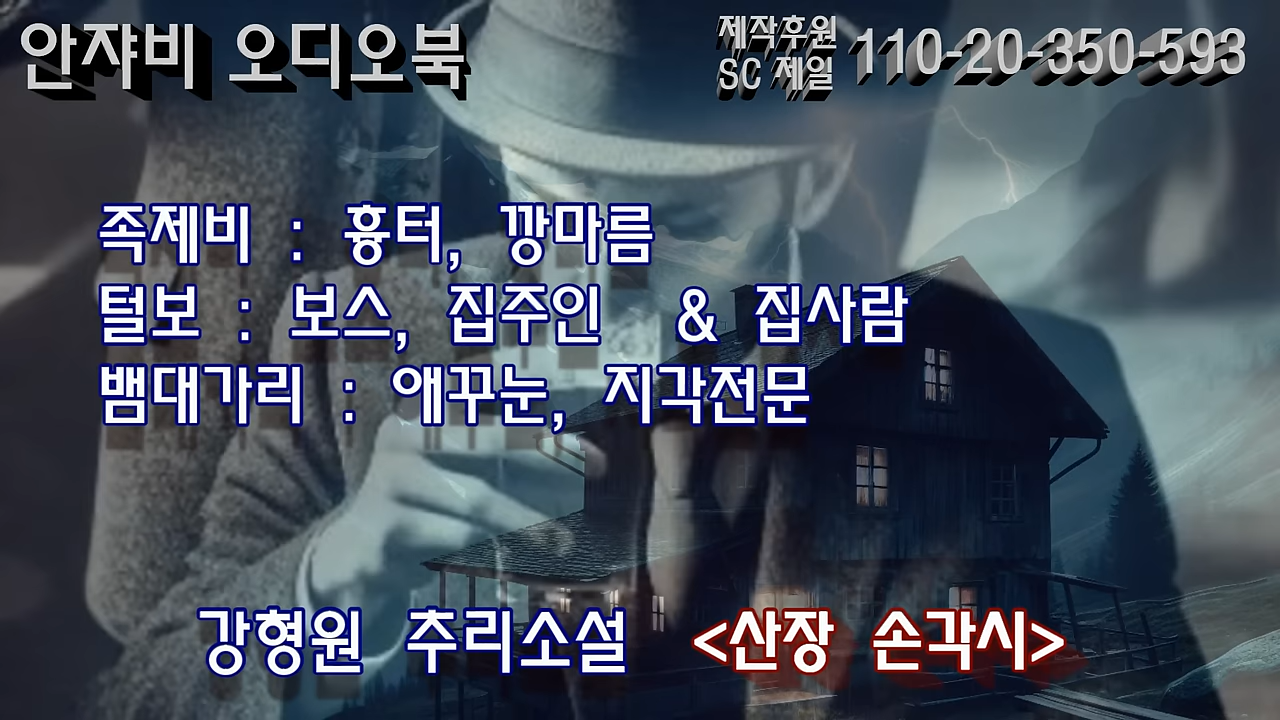 안쟈비 오디오북
제작후원
SC 제일
110-20-350-593
족제비 : 흉터, 깡마름
털보 : 보스, 집주인 & 집사람
뱀대가리 : 애꾸눈, 지각전문
강형원 추리소설 <산장 손각시>